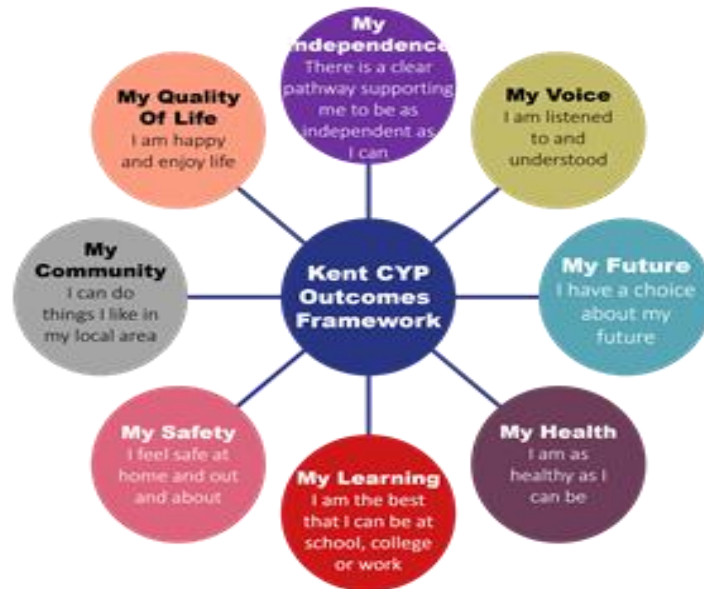 My
Independence
There is a clear
pathway supporting
me to be as
independent as
I can
My Voice
I am listened
to and
understood
My Future
I have a choice
about my
future
My Health
I am as
healthy as I
can be
My Learning
I am the best
that I can be at
school, college
or work
My Safety
I feel safe at
home and out
and about
My
Community
I can do
things I like in
my local area
My Quality
Of Life
I am happy
and enjoy life
Kent CYP
Outcomes
Framework